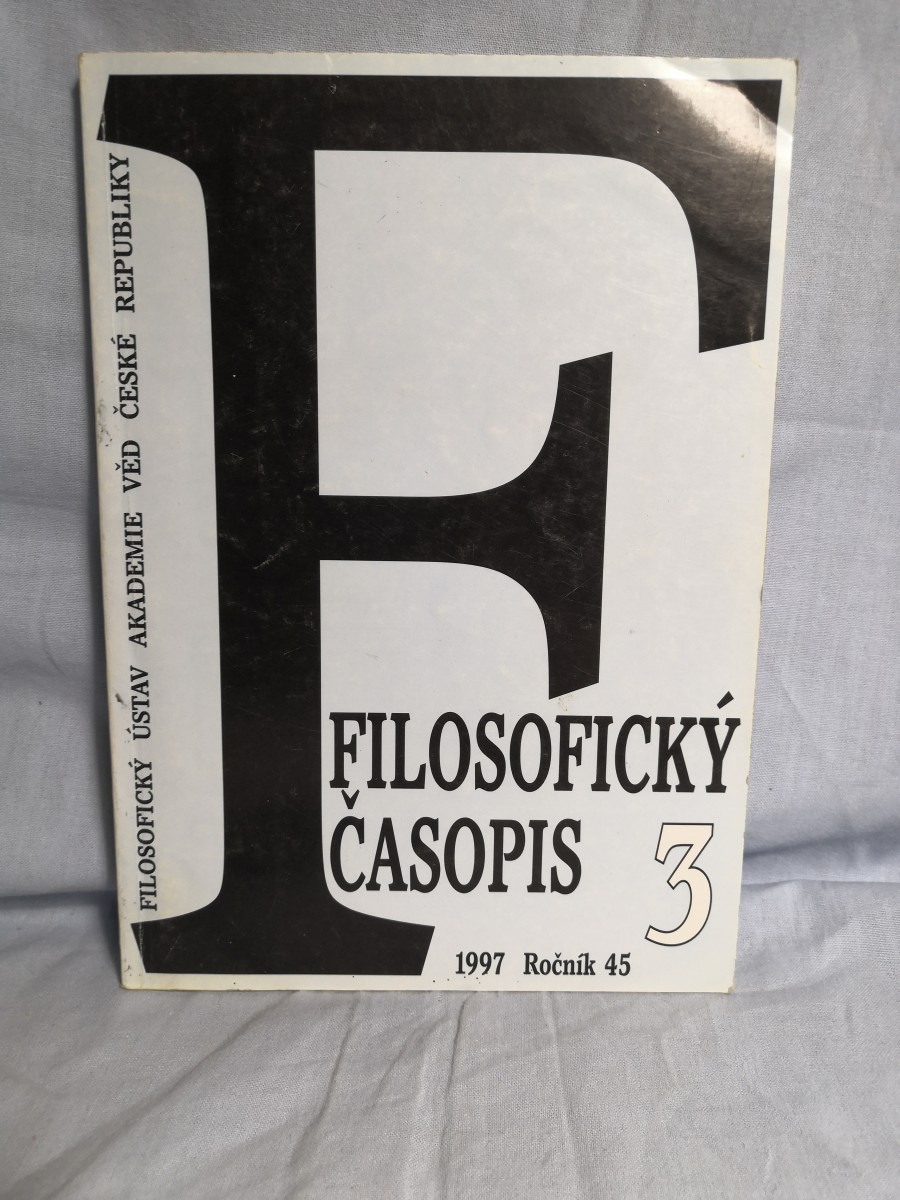 F
FILOSOFICKÝ ÚSTAV AKADEMIE VĚD ČESKÉ REPUBLIKY
FILOSOFICKÝ
ČASOPIS
3
1997 Ročník 45